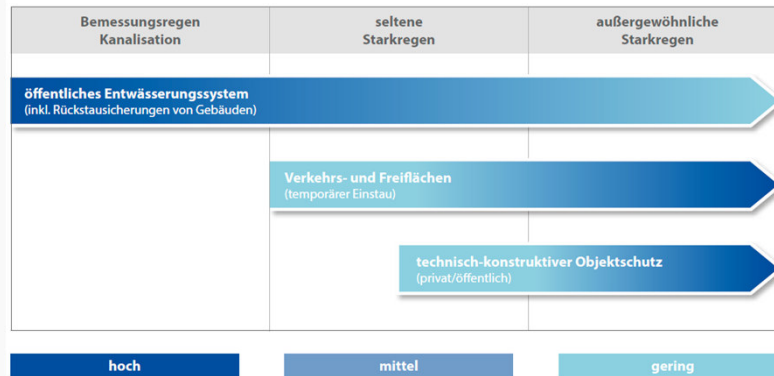 Bemessungsregen
Kanalisation
seltene
Starkregen
außergewöhnliche
Starkregen
öffentliches Entwässerungssystem
(inkl. Rückstausicherungen von Gebäuden)
Verkehrs- und Freiflächen
(temporärer Einstau)
technisch-konstruktiver Objektschutz
(privat/öffentlich)
hoch
mittel
gering